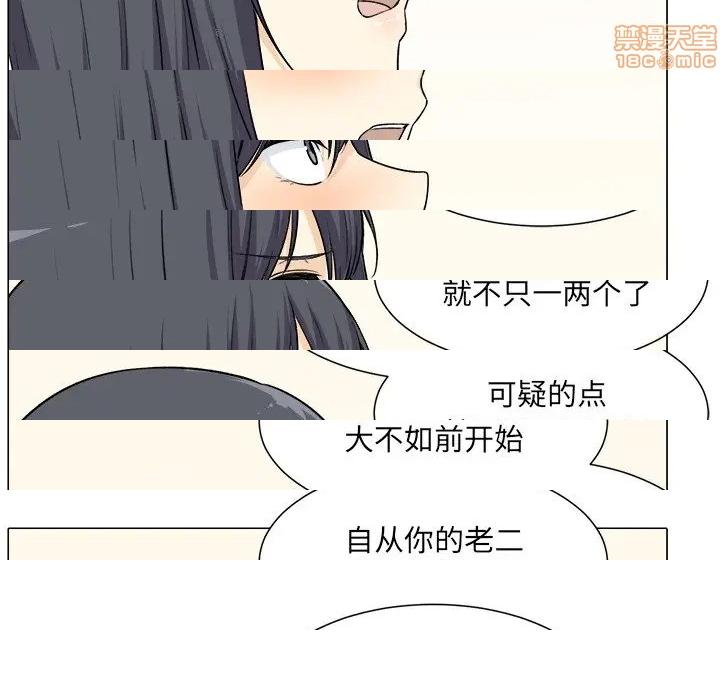 禁漫天堂
18comic
就不只一两个了
可疑的点
大不如前开始
自从你的老二